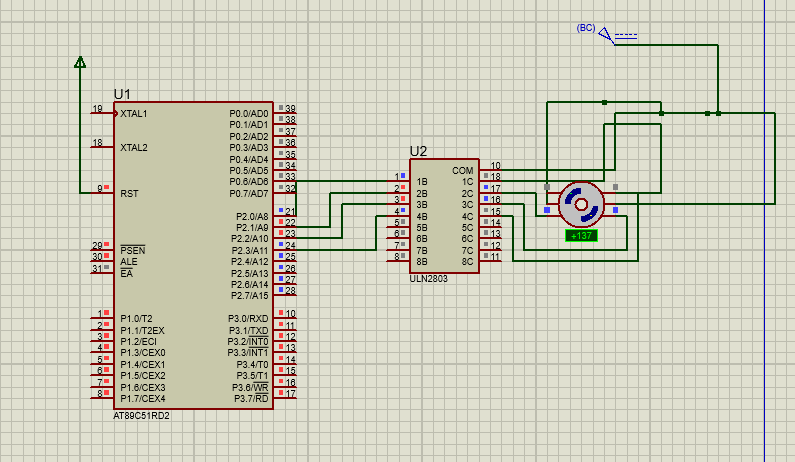 (BC)
U1
19 XTAL1 P0.0/AD0 39
P0.1/AD1 38
P0.2/AD2 37
18 XTAL2 P0.3/AD3 36
P0.4/AD4 35
P0.5/AD5 34
P0.6/AD6 33
9 RST P0.7/AD7 32
P2.0/A8 21
P2.1/A9 22
P2.2/A10 23
29 PSEN P2.3/A11 24
30 ALE P2.4/A12 25
31 EA P2.5/A13 26
P2.6/A14 27
P2.7/A15 28
1 P1.0/T2 P3.0/RXD 10
2 P1.1/T2EX P3.1/TXD 11
3 P1.2/ECI P3.2/INT0 12
4 P1.3/CEX0 P3.3/INT1 13
5 P1.4/CEX1 P3.4/T0 14
6 P1.5/CEX2 P3.5/T1 15
7 P1.6/CEX3 P3.6/WR 16
8 P1.7/CEX4 P3.7/RD 17
AT89C51RD2
U2
COM 10
1 1B 1C 18
2 2B 2C 17
3 3B 3C 16
4 4B 4C 15
5 5B 5C 14
6 6B 6C 13
7 7B 7C 12
8 8B 8C 11
ULN2803
+137